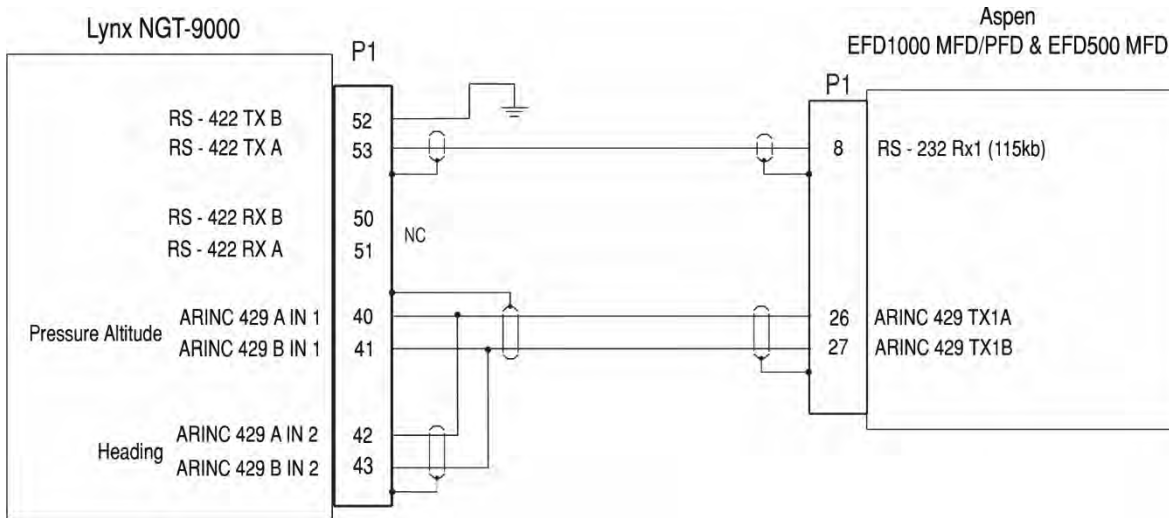 Lynx NGT-9000
Aspen
EFD1000 MFD/PFD & EFD500 MFD
P1
P1
RS - 422 TX B 52
RS - 422 TX A 53
8 RS - 232 Rx1 (115kb)
RS - 422 RX B 50
RS - 422 RX A 51
NC
Pressure Altitude
ARINC 429 A IN 1 40
ARINC 429 B IN 1 41
26 ARINC 429 TX1A
27 ARINC 429 TX1B
Heading
ARINC 429 A IN 2 42
ARINC 429 B IN 2 43